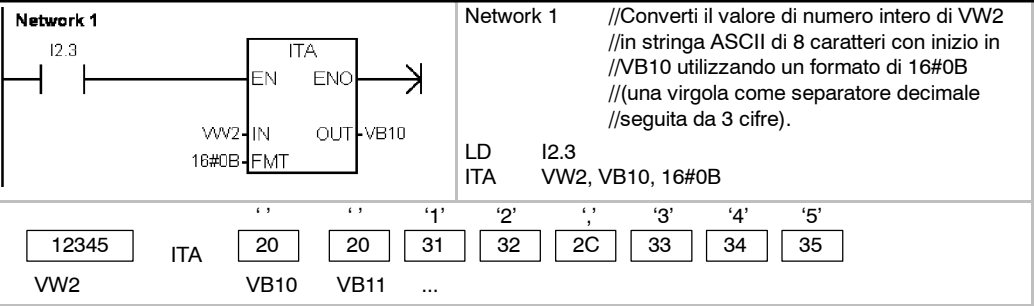 Network 1
I2.3
ITA
EN ENO
VW2 IN OUT VB10
16#0B FMT
Network 1 //Converti il valore di numero intero di VW2
//in stringa ASCII di 8 caratteri con inizio in
//VB10 utilizzando un formato di 16#0B
//(una virgola come separatore decimale
//seguita da 3 cifre).
LD I2.3
ITA VW2, VB10, 16#0B
‘ ’ ‘ ’ ‘1’ ‘2’ ‘,’ ‘3’ ‘4’ ‘5’
12345 ITA 20 20 31 32 2C 33 34 35
VW2 VB10 VB11 ...